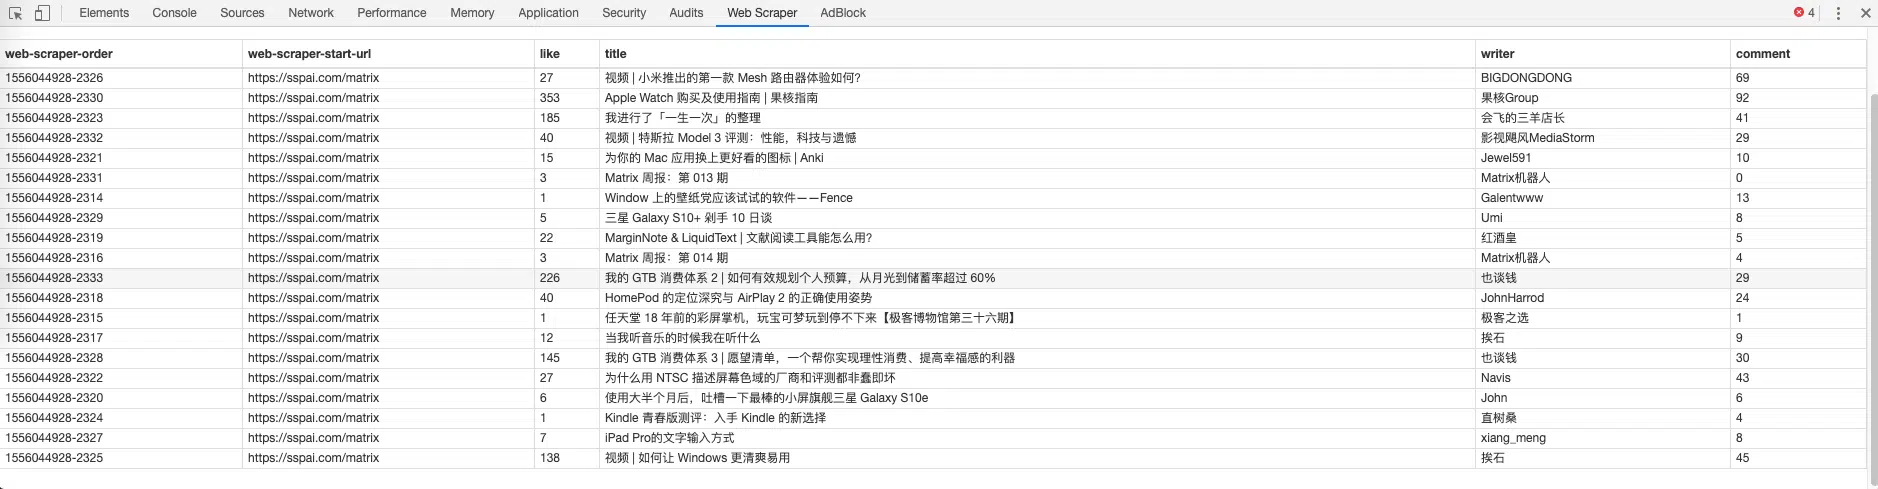 Elements Console Sources Network Performance Memory Application Security Audits Web Scraper AdBlock 4
web-scraper-order web-scraper-start-url like title writer comment
1556044928-2326 https://sspai.com/matrix 27 视频 | 小米推出的第一款 Mesh 路由器体验如何? BIGDONGDONG 69
1556044928-2330 https://sspai.com/matrix 353 Apple Watch 购买及使用指南 | 果核指南 果核Group 92
1556044928-2323 https://sspai.com/matrix 185 我进行了「一生一次」的整理 会飞的三羊店长 41
1556044928-2332 https://sspai.com/matrix 40 视频 | 特斯拉 Model 3 评测：性能，科技与遗憾 影视飓风MediaStorm 29
1556044928-2321 https://sspai.com/matrix 15 为你的 Mac 应用换上更好看的图标 | Anki Jewel591 10
1556044928-2331 https://sspai.com/matrix 3 Matrix 周报：第 013 期 Matrix机器人 0
1556044928-2314 https://sspai.com/matrix 1 Window 上的壁纸党应该试试的软件——Fence Galentwww 13
1556044928-2329 https://sspai.com/matrix 5 三星 Galaxy S10+ 剁手 10 日谈 Umi 8
1556044928-2319 https://sspai.com/matrix 22 MarginNote & LiquidText | 文献阅读工具能怎么用? 红酒皇 5
1556044928-2316 https://sspai.com/matrix 3 Matrix 周报：第 014 期 Matrix机器人 4
1556044928-2333 https://sspai.com/matrix 226 我的 GTB 消费体系 2 | 如何有效规划个人预算，从月光到储蓄率超过 60% 也谈钱 29
1556044928-2318 https://sspai.com/matrix 40 HomePod 的定位深究与 AirPlay 2 的正确使用姿势 JohnHarrod 24
1556044928-2315 https://sspai.com/matrix 1 任天堂 18 年前的彩屏掌机，玩宝可梦玩到停不下来【极客博物馆第三十六期】 极客之选 1
1556044928-2317 https://sspai.com/matrix 12 当我听音乐的时候我在听什么 挨石 9
1556044928-2328 https://sspai.com/matrix 145 我的 GTB 消费体系 3 | 愿望清单，一个帮你实现理性消费、提高幸福感的利器 也谈钱 30
1556044928-2322 https://sspai.com/matrix 27 为什么用 NTSC 描述屏幕色域的厂商和评测都非蠢即坏 Navis 43
1556044928-2320 https://sspai.com/matrix 6 使用大半个月后，吐槽一下最棒的小屏旗舰三星 Galaxy S10e John 6
1556044928-2324 https://sspai.com/matrix 1 Kindle 青春版测评：入手 Kindle 的新选择 直树桑 4
1556044928-2327 https://sspai.com/matrix 7 iPad Pro的文字输入方式 xiang_meng 8
1556044928-2325 https://sspai.com/matrix 138 视频 | 如何让 Windows 更清爽易用 挨石 45